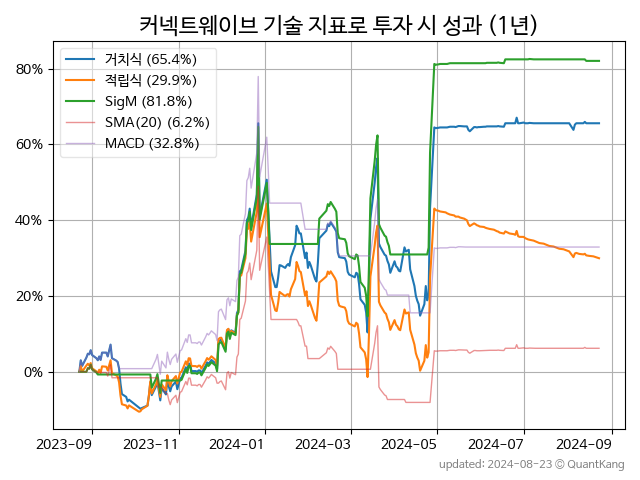 커넥트웨이브 기술 지표로 투자 시 성과 (1년)
거치식 (65.4%)
적립식 (29.9%)
SigM (81.8%)
SMA(20) (6.2%)
MACD (32.8%)
80%
60%
40%
20%
0%
2023-09 2023-11 2024-01 2024-03 2024-05 2024-07 2024-09
updated: 2024-08-23 © QuantKang